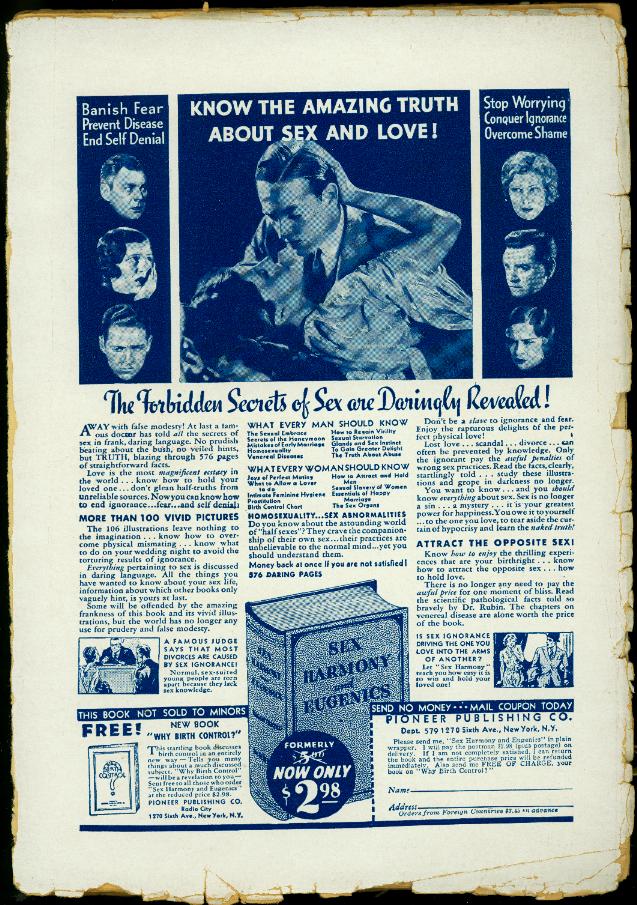 Banish Fear
Prevent Disease
End Self Denial
KNOW THE AMAZING TRUTH
ABOUT SEX AND LOVE!
Stop Worrying
Conquer Ignorance
Overcome Shame
The Forbidden Secrets of Sex are Daringly Revealed!
AWAY with false modesty! At last a fam-
ous doctor has told all the secrets of
sex in frank, daring language. No prudish
beating about the bush, no veiled hints,
but TRUTH, blazing through 576 pages
of straightforward facts.
Love is the most magnificent ecstasy in
the world . . . know how to hold your
loved one . . . don't glean half-truths from
unreliable sources. Now you can know how
to end ignorance...fear...and self denial!
MORE THAN 100 VIVID PICTURES
The 106 illustrations leave nothing to
the imagination . . . know how to over-
come physical mismating . . . know what
to do on your wedding night to avoid the
torturing results of ignorance.
Everything pertaining to sex is discussed
in daring language. All the things you
have wanted to know about your sex life,
information about which other books only
vaguely hint, is yours at last.
Some will be offended by the amazing
frankness of this book and its vivid illus-
trations, but the world has no longer any
use for prudery and false modesty.
A FAMOUS JUDGE
SAYS THAT MOST
DIVORCES ARE CAUSED
BY SEX IGNORANCE!
Normal, sex-suited
young people are torn
apart because they lack
sex knowledge.
WHAT EVERY MAN SHOULD KNOW
The Sexual Embrace
Secrets of the Honeymoon
Mistakes of Early Marriage
Homosexuality
Venereal Diseases
How to Regain Virility
Sexual Starvation
Glands and Sex Instinct
To Gain Greater Delight
The Truth About Abuse
WHAT EVERY WOMAN SHOULD KNOW
Joys of Perfect Mating
What to Allow a Lover
to do
Intimate Feminine Hygiene
Prostitution
Birth Control Chart
How to Attract and Hold
Men
Sexual Slavery of Women
Essentials of Happy
Marriage
The Sex Organs
HOMOSEXUALITY...SEX ABNORMALITIES
Do you know about the astounding world
of "half sexes"? They crave the companion-
ship of their own sex...their practices are
unbelievable to the normal mind...yet you
should understand them.
Money back at once if you are not satisfied!
576 DARING PAGES
Don't be a slave to ignorance and fear.
Enjoy the rapturous delights of the per-
fect physical love!
Lost love . . . scandal . . . divorce . . . can
often be prevented by knowledge. Only
the ignorant pay the awful penalties of
wrong sex practices. Read the facts, clearly,
startlingly told . . . study these illustra-
tions and grope in darkness no longer.
You want to know . . . and you should
know everything about sex. Sex is no longer
a sin . . . a mystery . . . it is your greatest
power for happiness. You owe it to yourself
. . . to the one you love, to tear aside the cur-
tain of hypocrisy and learn the naked truth!
ATTRACT THE OPPOSITE SEX!
Know how to enjoy the thrilling experi-
ences that are your birthright . . . know
how to attract the opposite sex . . . how
to hold love.
There is no longer any need to pay the
awful price for one moment of bliss. Read
the scientific pathological facts told so
bravely by Dr. Rubin. The chapters on
venereal disease are alone worth the price
of the book.
IS SEX IGNORANCE
DRIVING THE ONE YOU
LOVE INTO THE ARMS
OF ANOTHER?
Let "Sex Harmony"
teach you how easy it is
to win and hold your
loved one!
SEX
HARMONY
EUGENICS
SEX
HARMONY
FORMERLY
NOW ONLY
$2.98
THIS BOOK NOT SOLD TO MINORS
FREE!
NEW BOOK
"WHY BIRTH CONTROL?"
BIRTH
CONTROL
?
This startling book discusses
birth control in an entirely
new way—Tells you many
things about a much discussed
subject. "Why Birth Control"
—will be a revelation to you—
Sent free to all those who order
"Sex Harmony and Eugenics"
at the reduced price $2.98.
PIONEER PUBLISHING CO.
Radio City
1270 Sixth Ave., New York, N.Y.
SEND NO MONEY • • • MAIL COUPON TODAY
PIONEER PUBLISHING CO.
Dept. 579 1270 Sixth Ave., New York, N.Y.
Please send me, "Sex Harmony and Eugenics" in plain
wrapper. I will pay the postman $2.98 (plus postage) on
delivery. If I am not completely satisfied, I can return
the book and the entire purchase price will be refunded
immediately. Also send me FREE OF CHARGE, your
book on "Why Birth Control?"
Name
Address
Orders from Foreign Countries in advance